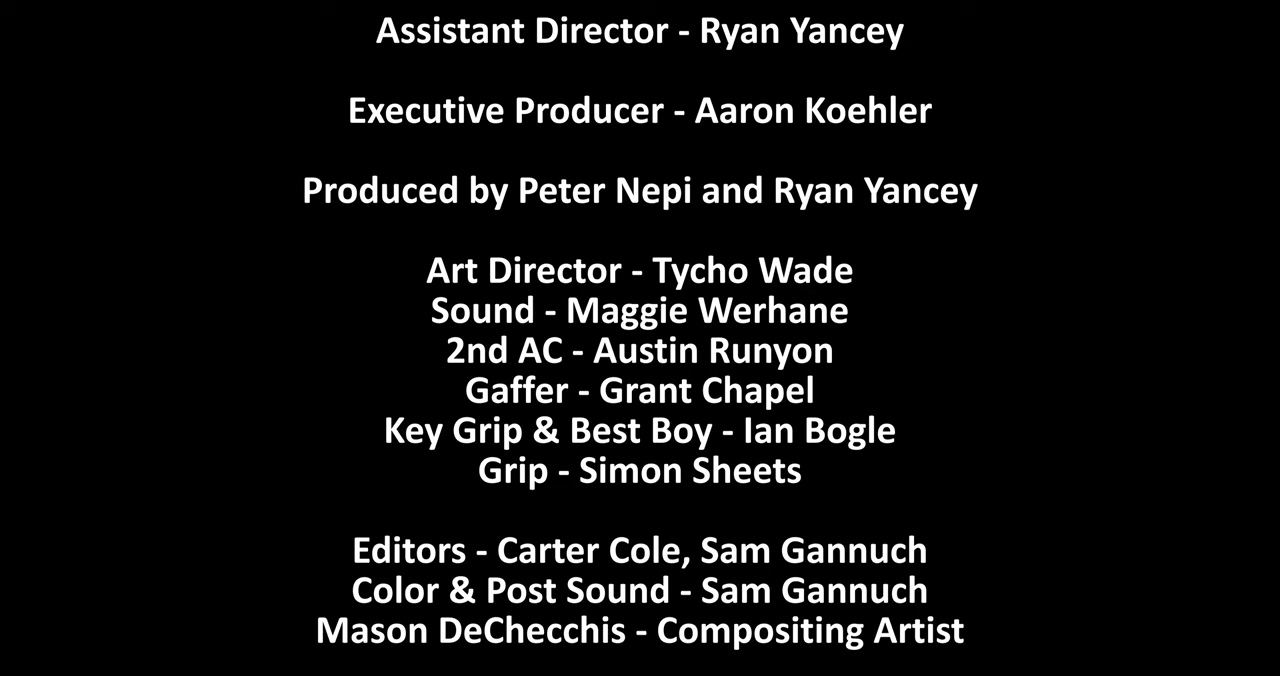 Assistant Director - Ryan Yancey
Executive Producer - Aaron Koehler
Produced by Peter Nepi and Ryan Yancey
Art Director - Tycho Wade
Sound - Maggie Werhane
2nd AC - Austin Runyon
Gaffer - Grant Chapel
Key Grip & Best Boy - Ian Bogle
Grip - Simon Sheets
Editors - Carter Cole, Sam Gannuch
Color & Post Sound - Sam Gannuch
Mason DeChecchis - Compositing Artist